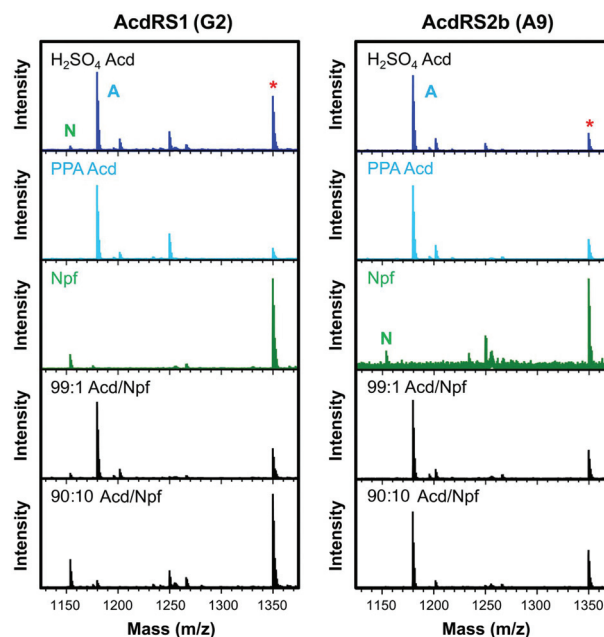 AcdRS1 (G2)
H₂SO₄ Acd
Intensity
N
A
*
PPA Acd
Intensity
Npf
Intensity
99:1 Acd/Npf
Intensity
90:10 Acd/Npf
Intensity
1150 1200 1250 1300 1350
Mass (m/z)
AcdRS2b (A9)
H₂SO₄ Acd
Intensity
A
*
PPA Acd
Intensity
Npf
Intensity
N
99:1 Acd/Npf
Intensity
90:10 Acd/Npf
Intensity
1150 1200 1250 1300 1350
Mass (m/z)